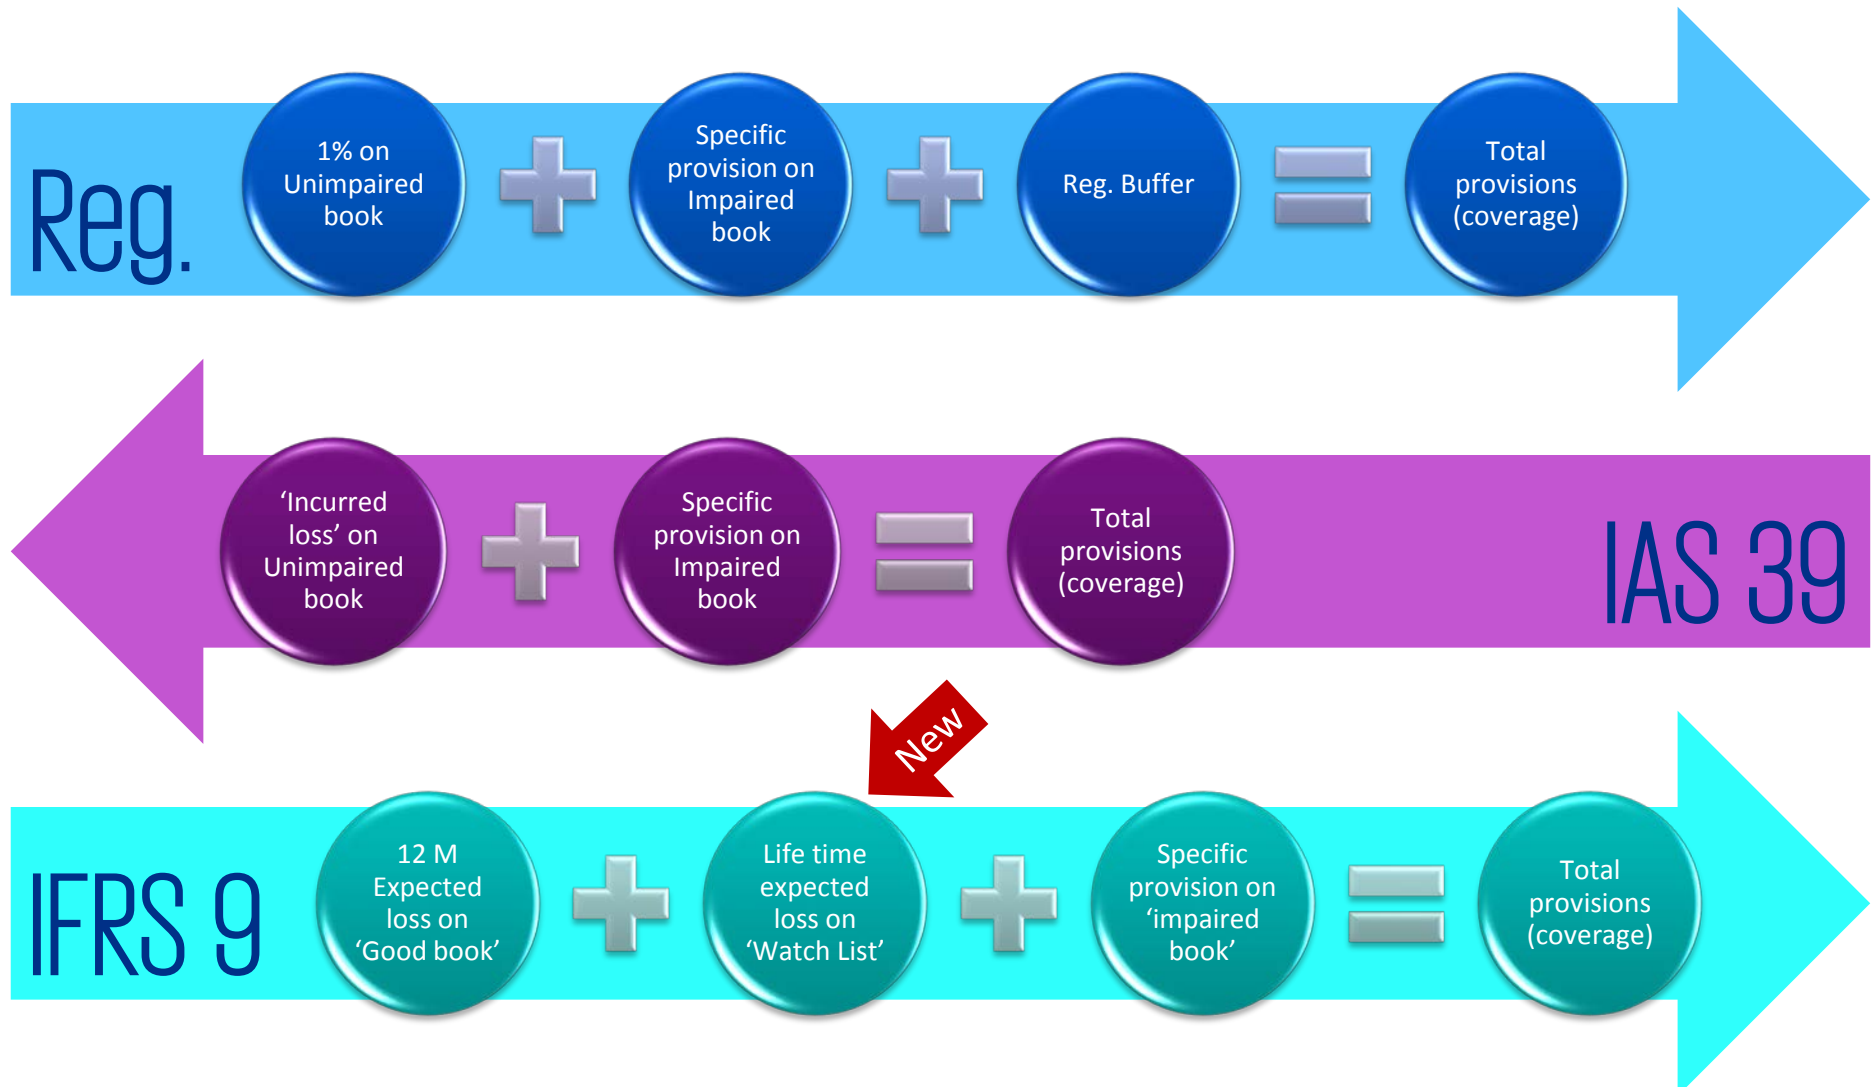 Reg.
1% on
Unimpaired
book
Specific
provision on
Impaired
book
Reg. Buffer
Total
provisions
(coverage)
‘Incurred
loss’ on
Unimpaired
book
Specific
provision on
Impaired
book
Total
provisions
(coverage)
IAS 39
New
IFRS 9
12 M
Expected
loss on
‘Good book’
Life time
expected
loss on
‘Watch List’
Specific
provision on
‘impaired
book’
Total
provisions
(coverage)